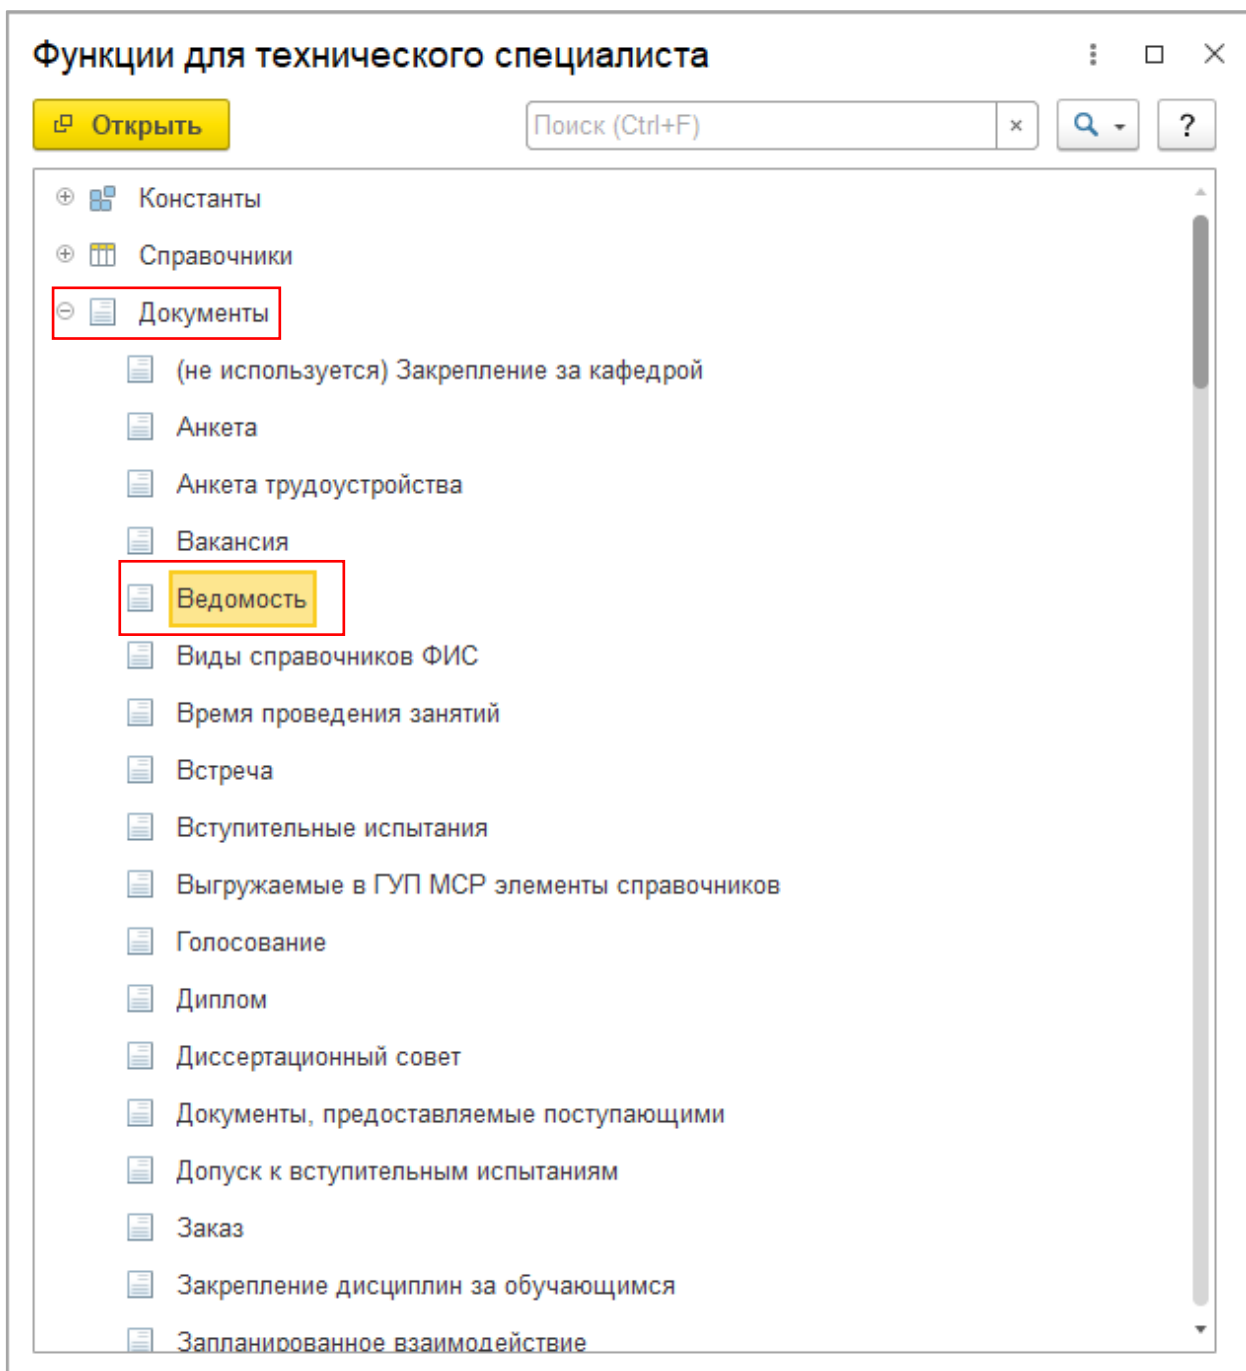 Функции для технического специалиста
Открыть
Поиск (Ctrl+F)
?
Константы
Справочники
Документы
(не используется) Закрепление за кафедрой
Анкета
Анкета трудоустройства
Вакансия
Ведомость
Виды справочников ФИС
Время проведения занятий
Встреча
Вступительные испытания
Выгружаемые в ГУП МСР элементы справочников
Голосование
Диплом
Диссертационный совет
Документы, предоставляемые поступающими
Допуск к вступительным испытаниям
Заказ
Закрепление дисциплин за обучающимся
Запланированное взаимодействие